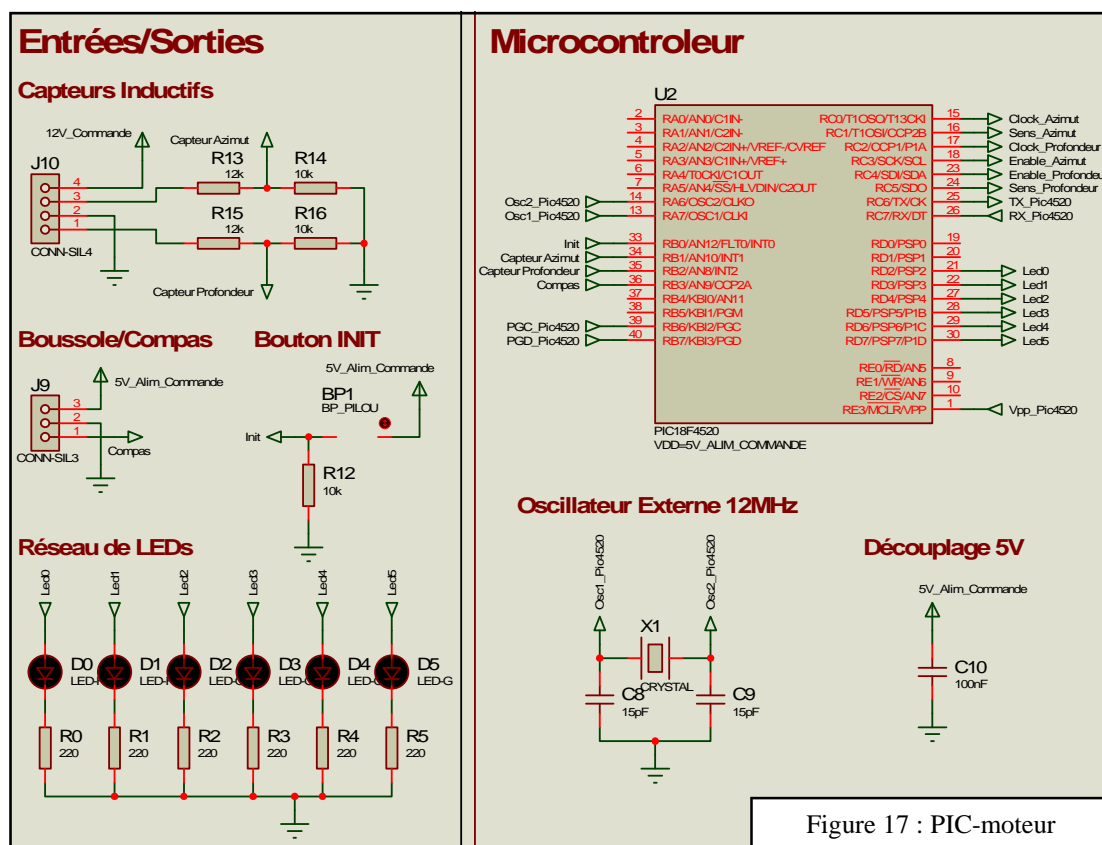 Entrées/Sorties
Capteurs Inductifs
12V_Commande
Capteur Azimut
J10
4
3
2
1
CONN-SIL4
R13
12k
R14
10k
R15
12k
R16
10k
Capteur Profondeur
Boussole/Compas
J9
5V_Alim_Commande
3
2
1
CONN-SIL3
Compas
Bouton INIT
5V_Alim_Commande
BP1
BP_PILOU
Init
R12
10k
Réseau de LEDs
Led0
Led1
Led2
Led3
Led4
Led5
D0
D1
D2
D3
D4
D5
LED-G
R0
220
R1
220
R2
220
R3
220
R4
220
R5
220
Microcontroleur
U2
2 RA0/AN0/C1IN-
3 RA1/AN1/C2IN-
4 RA2/AN2/C2IN+/VREF-/CVREF
5 RA3/AN3/C1IN+/VREF+
6 RA4/T0CKI/C1OUT
7 RA5/AN4/SS/HLVDIN/C2OUT
Osc2_Pic4520 14 RA6/OSC2/CLKO
Osc1_Pic4520 13 RA7/OSC1/CLKI
Init 33 RB0/AN12/FLT0/INT0
Capteur Azimut 34 RB1/AN10/INT1
Capteur Profondeur 35 RB2/AN8/INT2
Compas 36 RB3/AN9/CCP2A
37 RB4/KBI0/AN11
38 RB5/KBI1/PGM
PGC_Pic4520 39 RB6/KBI2/PGC
PGD_Pic4520 40 RB7/KBI3/PGD
RC0/T1OSO/T13CKI 15 Clock_Azimut
RC1/T1OSI/CCP2B 16 Sens_Azimut
RC2/CCP1/P1A 17 Clock_Profondeur
RC3/SCK/SCL 18 Enable_Azimut
RC4/SDI/SDA 23 Enable_Profondeur
RC5/SDO 24 Sens_Profondeur
RC6/TX/CK 25 TX_Pic4520
RC7/RX/DT 26 RX_Pic4520
RD0/PSP0 19
RD1/PSP1 20
RD2/PSP2 21 Led0
RD3/PSP3 22 Led1
RD4/PSP4 27 Led2
RD5/PSP5/P1B 28 Led3
RD6/PSP6/P1C 29 Led4
RD7/PSP7/P1D 30 Led5
RE0/RD/AN5 8
RE1/WR/AN6 9
RE2/CS/AN7 10
RE3/MCLR/VPP 1 Vpp_Pic4520
PIC18F4520
VDD=5V_ALIM_COMMANDE
Oscillateur Externe 12MHz
Osc1_Pic4520
Osc2_Pic4520
X1
CRYSTAL
C8
15pF
C9
15pF
Découplage 5V
5V_Alim_Commande
C10
100nF
Figure 17 : PIC-moteur